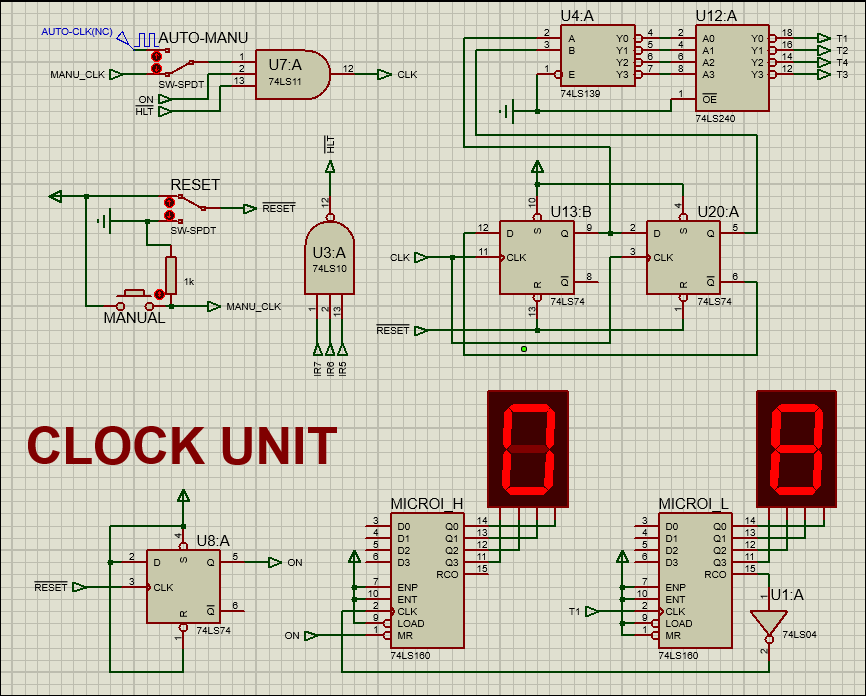 AUTO-CLK(NC)
AUTO-MANU
MANU_CLK
SW-SPDT
ON
HLT
1
2
13
U7:A
74LS11
12
CLK
U4:A
2
3
1
A
B
E
Y0
Y1
Y2
Y3
4
5
6
7
74LS139
U12:A
2
4
6
8
1
A0
A1
A2
A3
OE
Y0
Y1
Y2
Y3
18
16
14
12
T1
T2
T4
T3
74LS240
RESET
RESET
SW-SPDT
1k
MANUAL
MANU_CLK
HLT
12
U3:A
74LS10
1
2
13
IR7
IR6
IR5
CLK
RESET
10
U13:B
12
11
D
S
Q
CLK
R
Q
9
8
13
74LS74
4
U20:A
2
3
D
S
Q
CLK
R
Q
5
6
1
74LS74
CLOCK UNIT
U8:A
4
2
3
D
S
Q
CLK
R
Q
5
6
1
74LS74
RESET
ON
MICROI_H
3
4
5
6
7
10
2
9
1
D0
D1
D2
D3
ENP
ENT
CLK
LOAD
MR
Q0
Q1
Q2
Q3
RCO
14
13
12
11
15
74LS160
ON
0
MICROI_L
3
4
5
6
7
10
2
9
1
D0
D1
D2
D3
ENP
ENT
CLK
LOAD
MR
Q0
Q1
Q2
Q3
RCO
14
13
12
11
15
74LS160
T1
8
U1:A
1
2
74LS04